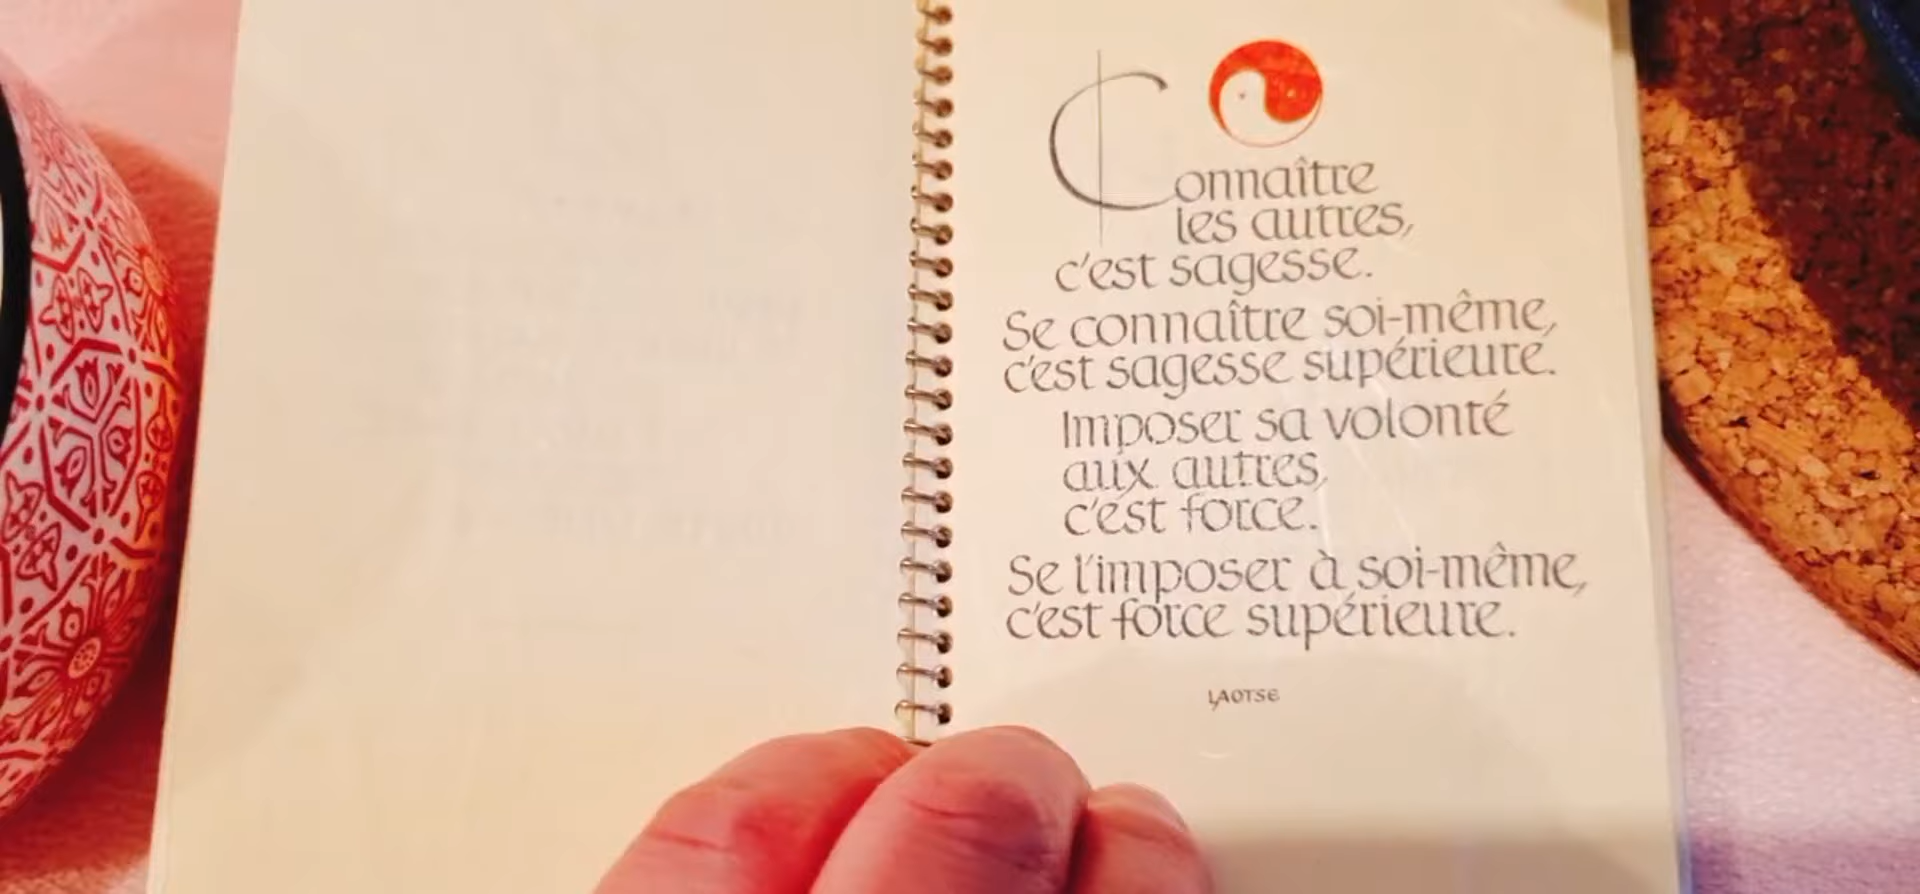 Connaître
les autres,
c'est sagesse.
Se connaître soi-même,
c'est sagesse supérieure.
Imposer sa volonté
aux autres,
c'est force.
Se l'imposer à soi-même,
c'est force supérieure.
LAOTSE